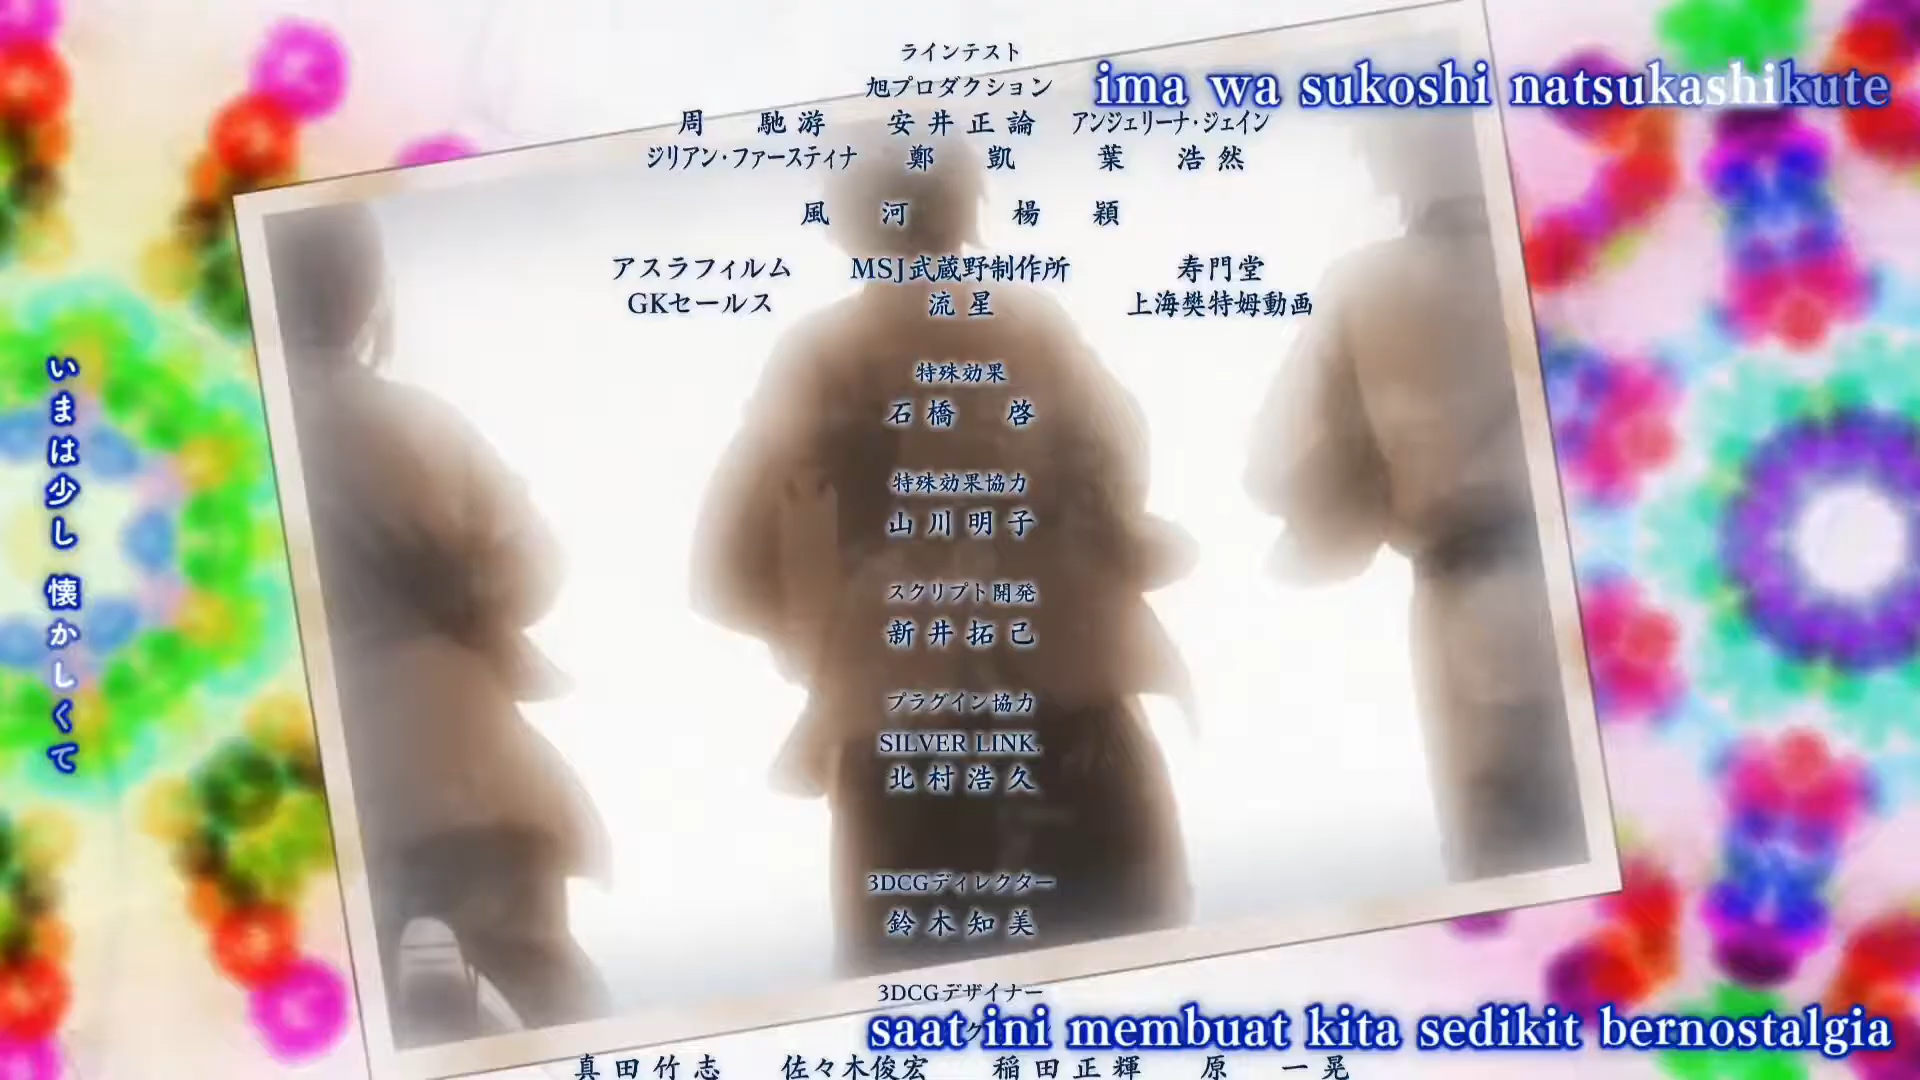 ラインテスト
旭プロダクション
ima wa sukoshi natsukashikute
周 馳游 安井正論 アンジェリーナ・ジェイン
ジリアン・ファースティナ 鄭 凱 葉 浩然
風 河 楊 穎
アスラフィルム MSJ武蔵野制作所 寿門堂
GKセールス 流星 上海樊特姆動画
特殊効果
石橋 啓
特殊効果協力
山川明子
スクリプト開発
新井拓己
プラグイン協力
SILVER LINK.
北村浩久
3DCGディレクター
鈴木知美
3DCGデザイナー
いまは少し 懐かしくて
saat ini membuat kita sedikit bernostalgia
真田竹志 佐々木俊宏 稲田正輝 原 一晃